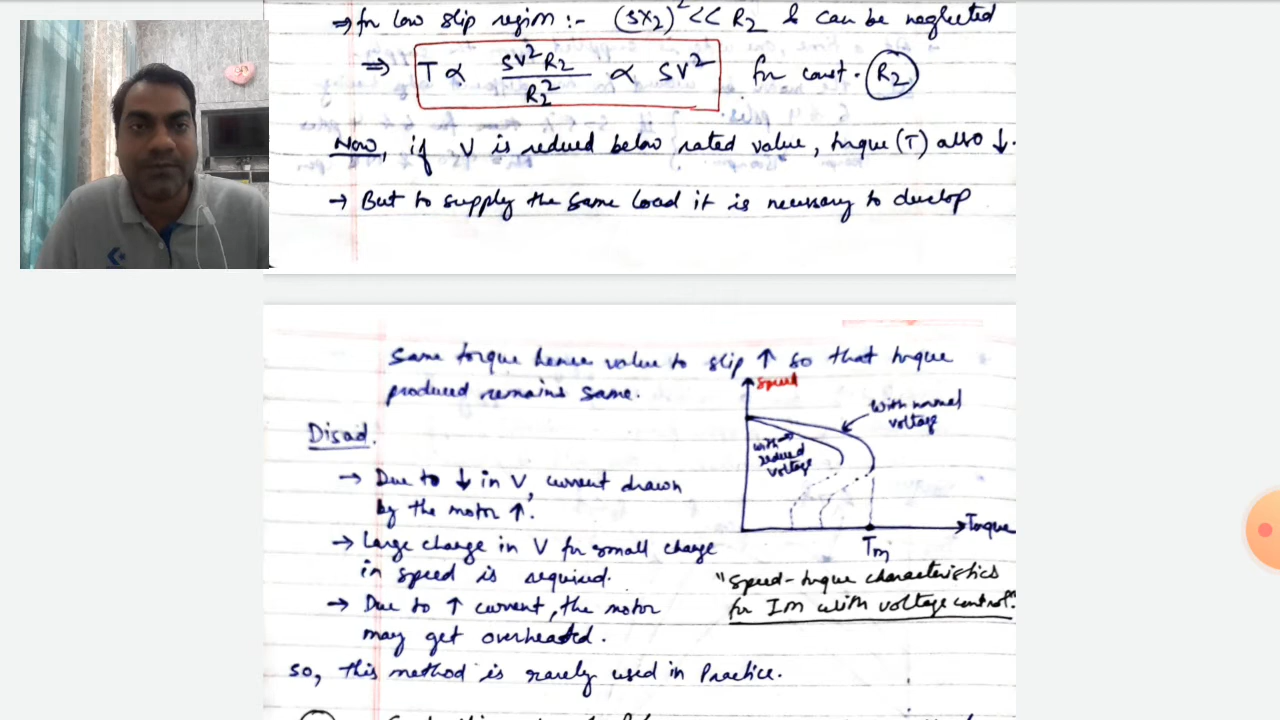 ⇒ for low slip region :- (SX₂)² << R₂ & can be neglected
⇒ T ∝ SV²R₂ / R₂² ∝ SV² for const. R₂
Now, if V is reduced below rated value, torque (T) also ↓.
→ But to supply the same load it is necessary to develop
same torque hence value to slip ↑ so that torque
produced remains same.
Speed
with normal
voltage
with
reduced
voltage
Torque
Tm
"Speed-torque characteristics
for IM with voltage control".
Disad.
→ Due to ↓ in V, current drawn
by the motor ↑.
→ Large change in V for small change
in speed is required.
→ Due to ↑ current, the motor
may get overheated.
so, this method is rarely used in Practice.